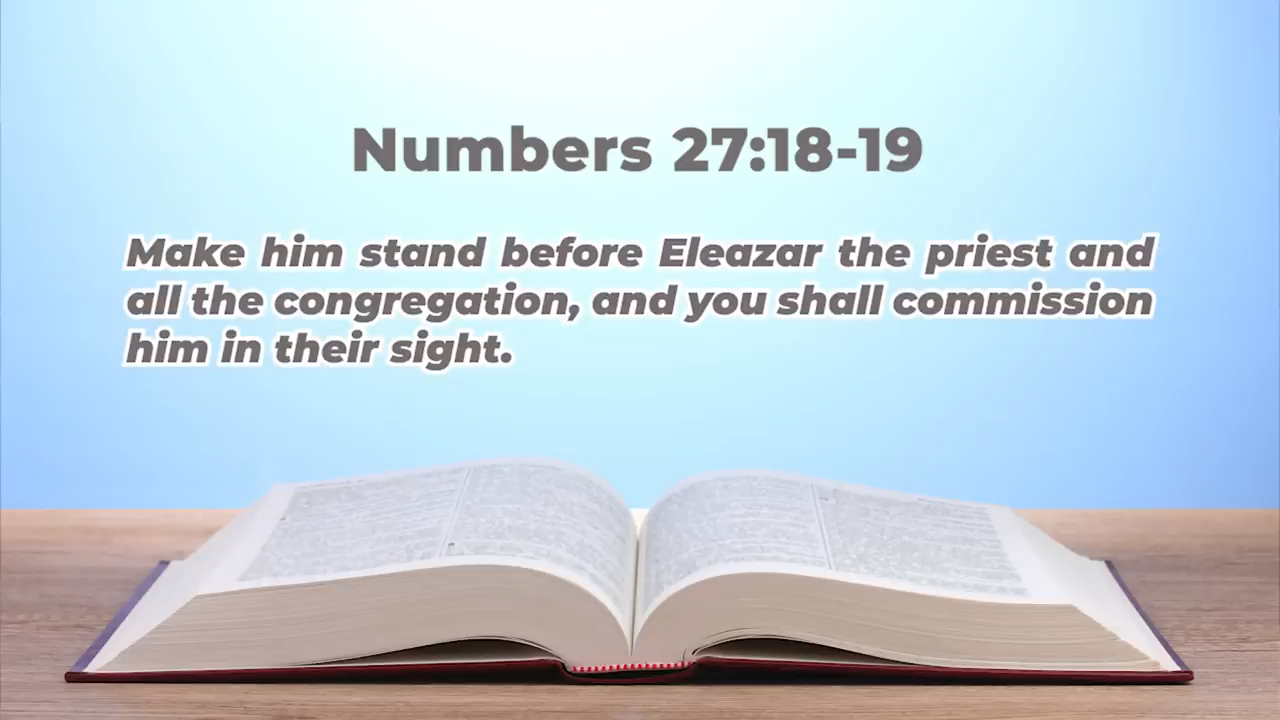 Numbers 27:18-19
Make him stand before Eleazar the priest and
all the congregation, and you shall commission
him in their sight.